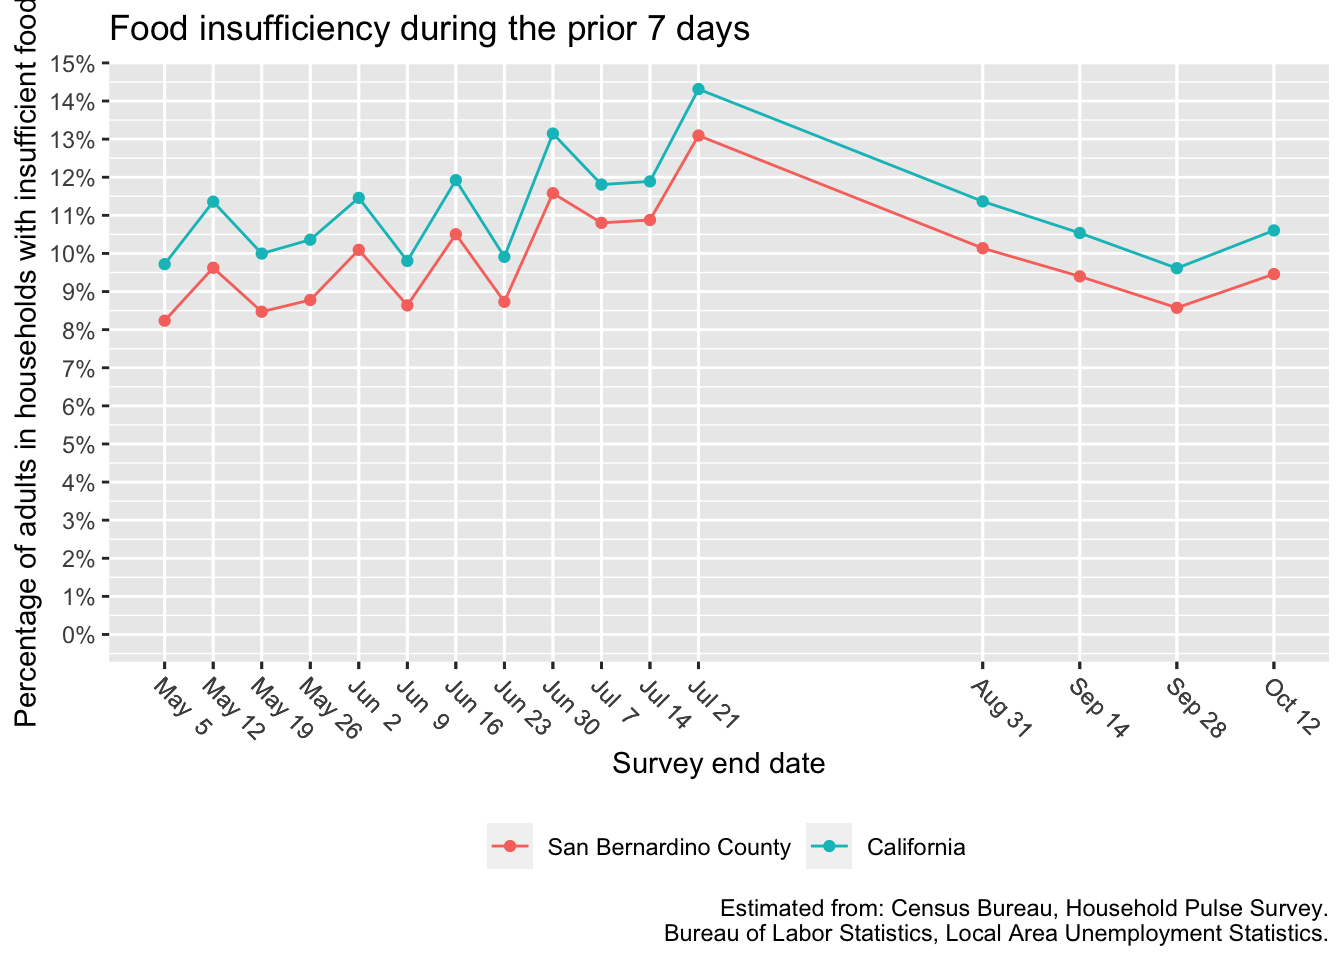 Food insufficiency during the prior 7 days
Percentage of adults in households with insufficient food
15%
14%
13%
12%
11%
10%
9%
8%
7%
6%
5%
4%
3%
2%
1%
0%
May 5
May 12
May 19
May 26
Jun 2
Jun 9
Jun 16
Jun 23
Jun 30
Jul 7
Jul 14
Jul 21
Aug 31
Sep 14
Sep 28
Oct 12
Survey end date
San Bernardino County
California
Estimated from: Census Bureau, Household Pulse Survey.
Bureau of Labor Statistics, Local Area Unemployment Statistics.